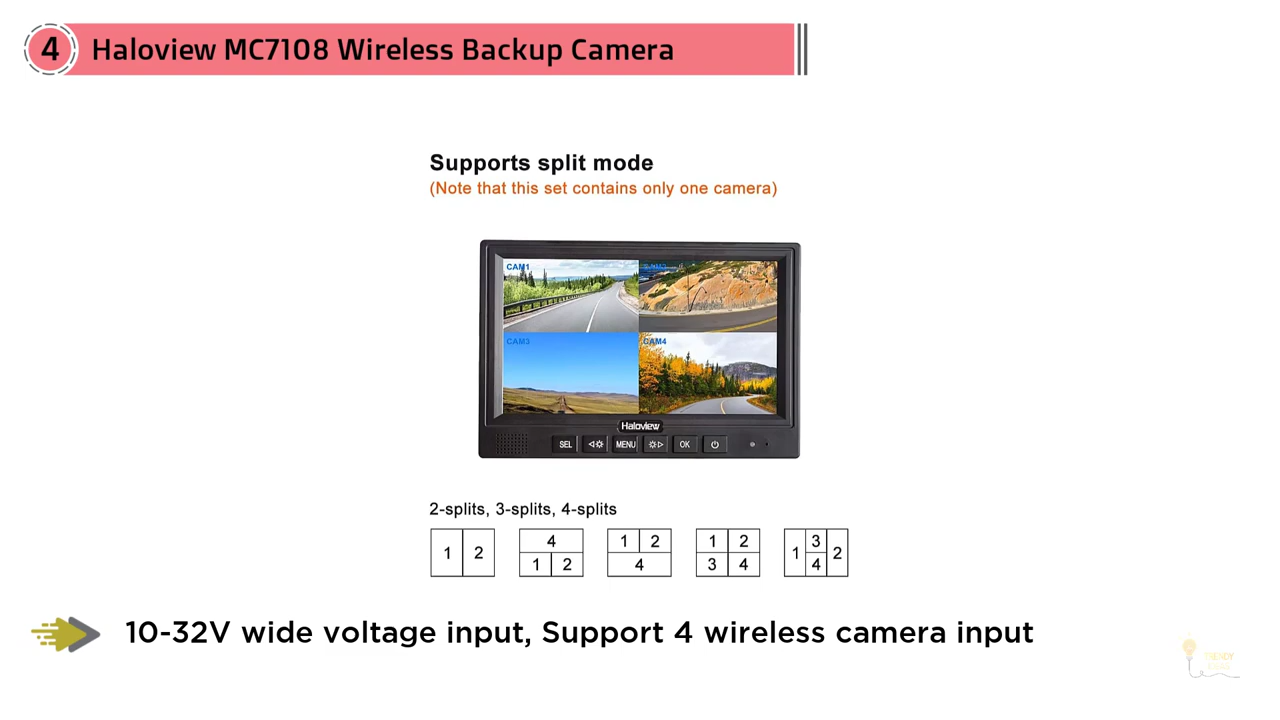 4 Haloview MC7108 Wireless Backup Camera
Supports split mode
(Note that this set contains only one camera)
CAM1
CAM3 CAM4
Haloview
SEL MENU OK
2-splits, 3-splits, 4-splits
1 2
4
1 2
1 2
4
1 2
3 4
1 3 4 2
10-32V wide voltage input, Support 4 wireless camera input